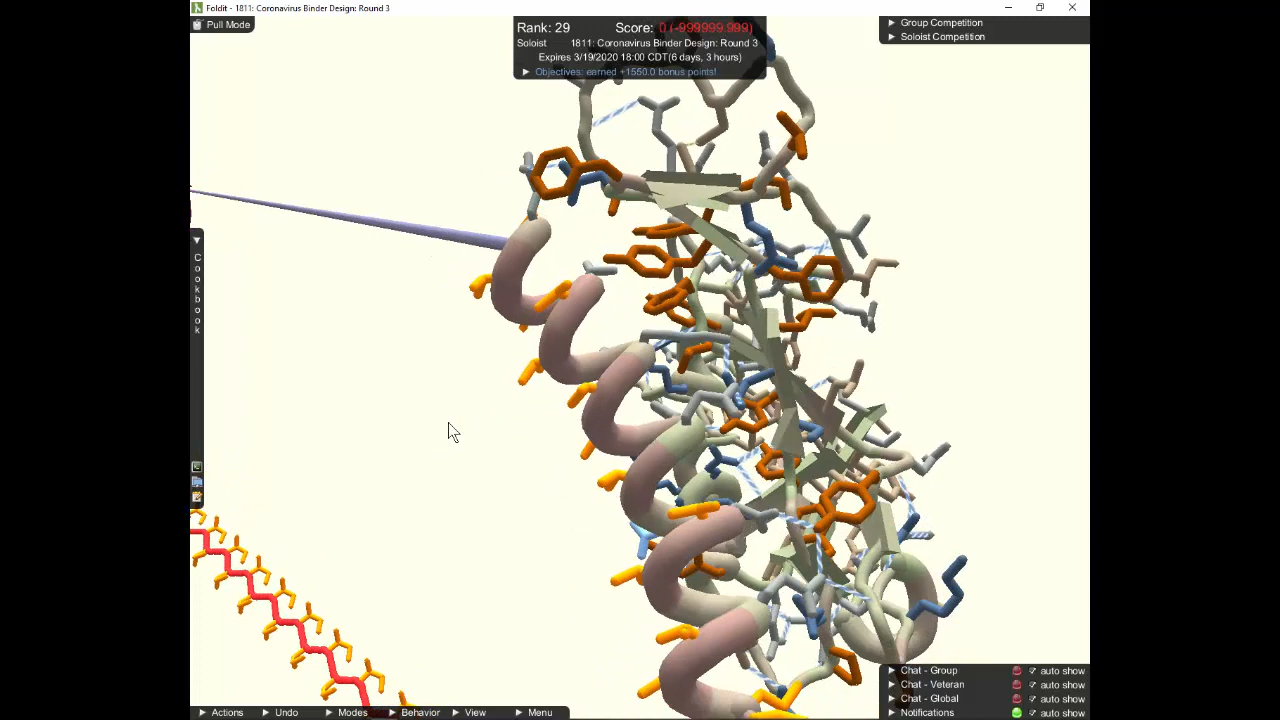 Foldit - 1811: Coronavirus Binder Design: Round 3
Pull Mode
Rank: 29 Score: 0 (-999999.999)
Soloist 1811: Coronavirus Binder Design: Round 3
Expires 3/19/2020 18:00 CDT(6 days, 3 hours)
Objectives: earned +1550.0 bonus points!
Group Competition
Soloist Competition
Cookbook
Chat - Group auto show
Chat - Veteran auto show
Chat - Global auto show
Notifications auto show
Actions Undo Modes Behavior View Menu